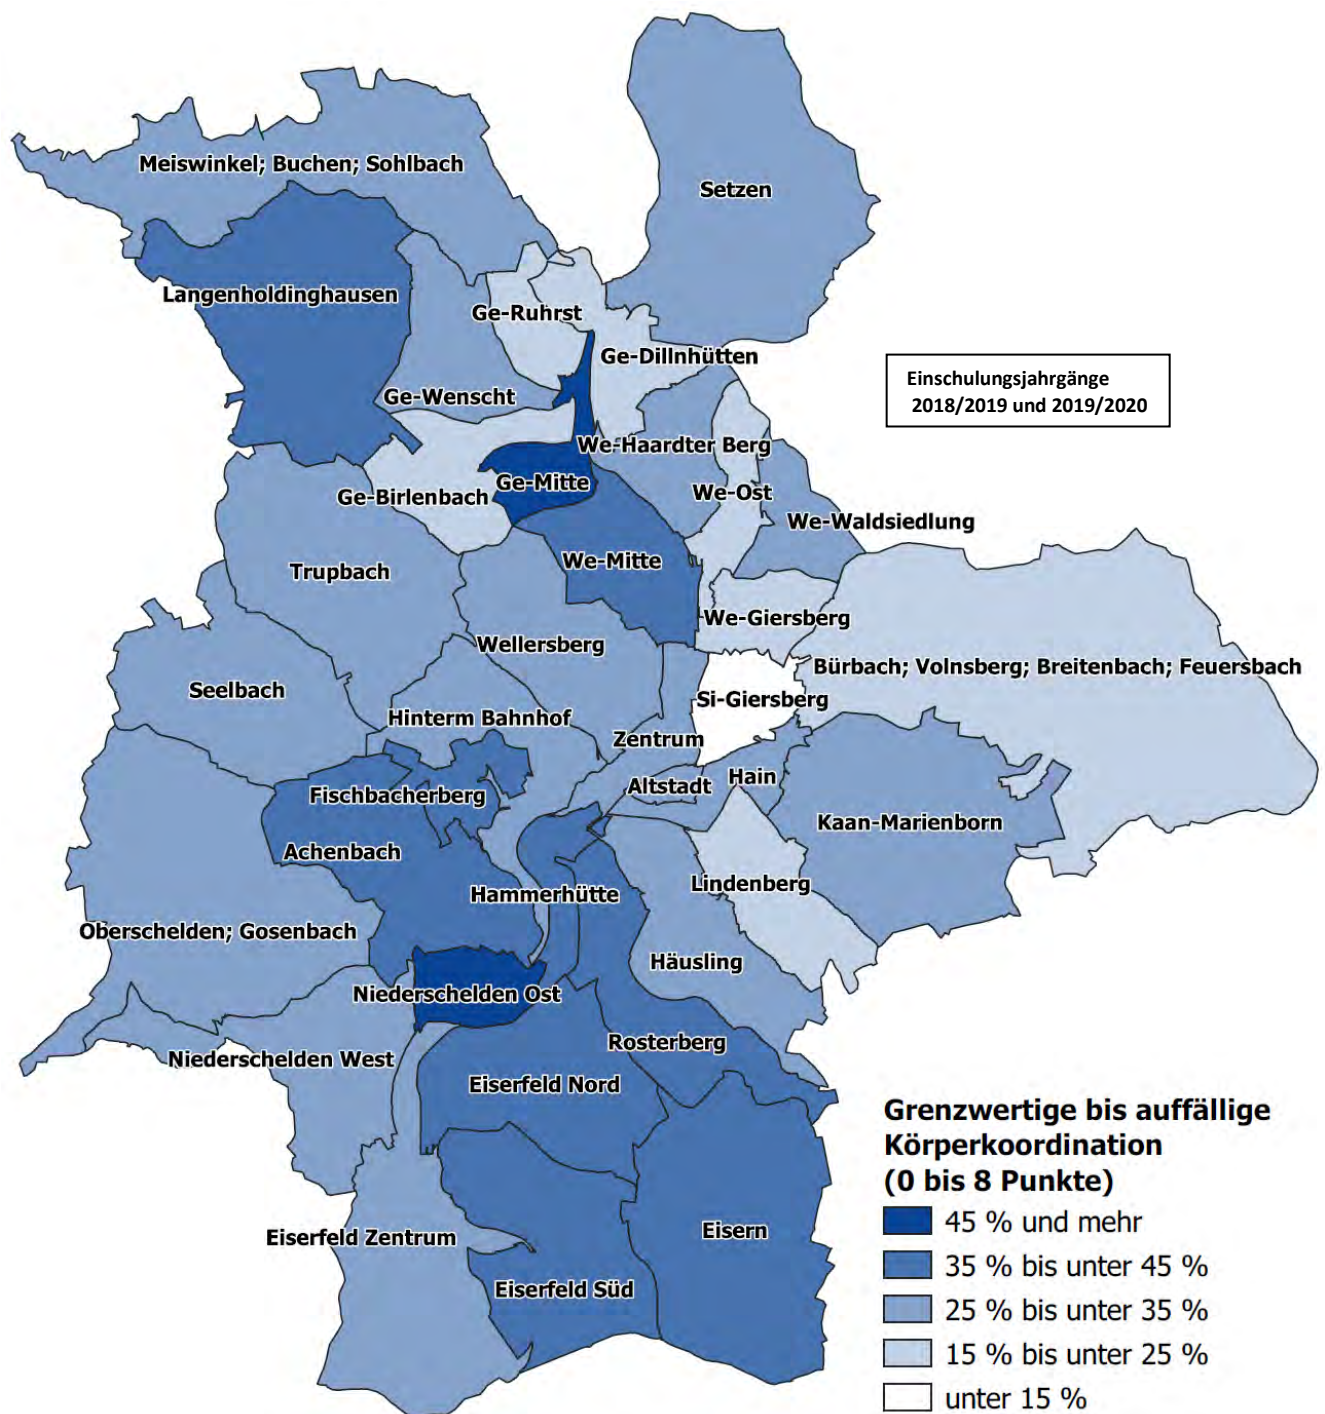 Meiswinkel; Buchen; Sohlbach
Setzen
Langenholdinghausen
Ge-Ruhrst
Ge-Dillnhütten
Einschulungsjahrgänge
2018/2019 und 2019/2020
Ge-Wenscht
We-Haardter Berg
Ge-Mitte
Ge-Birlenbach
We-Ost
We-Waldsiedlung
We-Mitte
Trupbach
We-Giersberg
Wellersberg
Bürbach; Volnsberg; Breitenbach; Feuersbach
Seelbach
Si-Giersberg
Hinterm Bahnhof
Zentrum
Hain
Altstadt
Fischbacherberg
Kaan-Marienborn
Achenbach
Lindenberg
Hammerhütte
Oberschelden; Gosenbach
Häusling
Niederschelden Ost
Rosterberg
Niederschelden West
Eiserfeld Nord
Eisern
Eiserfeld Zentrum
Eiserfeld Süd
Grenzwertige bis auffällige
Körperkoordination
(0 bis 8 Punkte)
45 % und mehr
35 % bis unter 45 %
25 % bis unter 35 %
15 % bis unter 25 %
unter 15 %